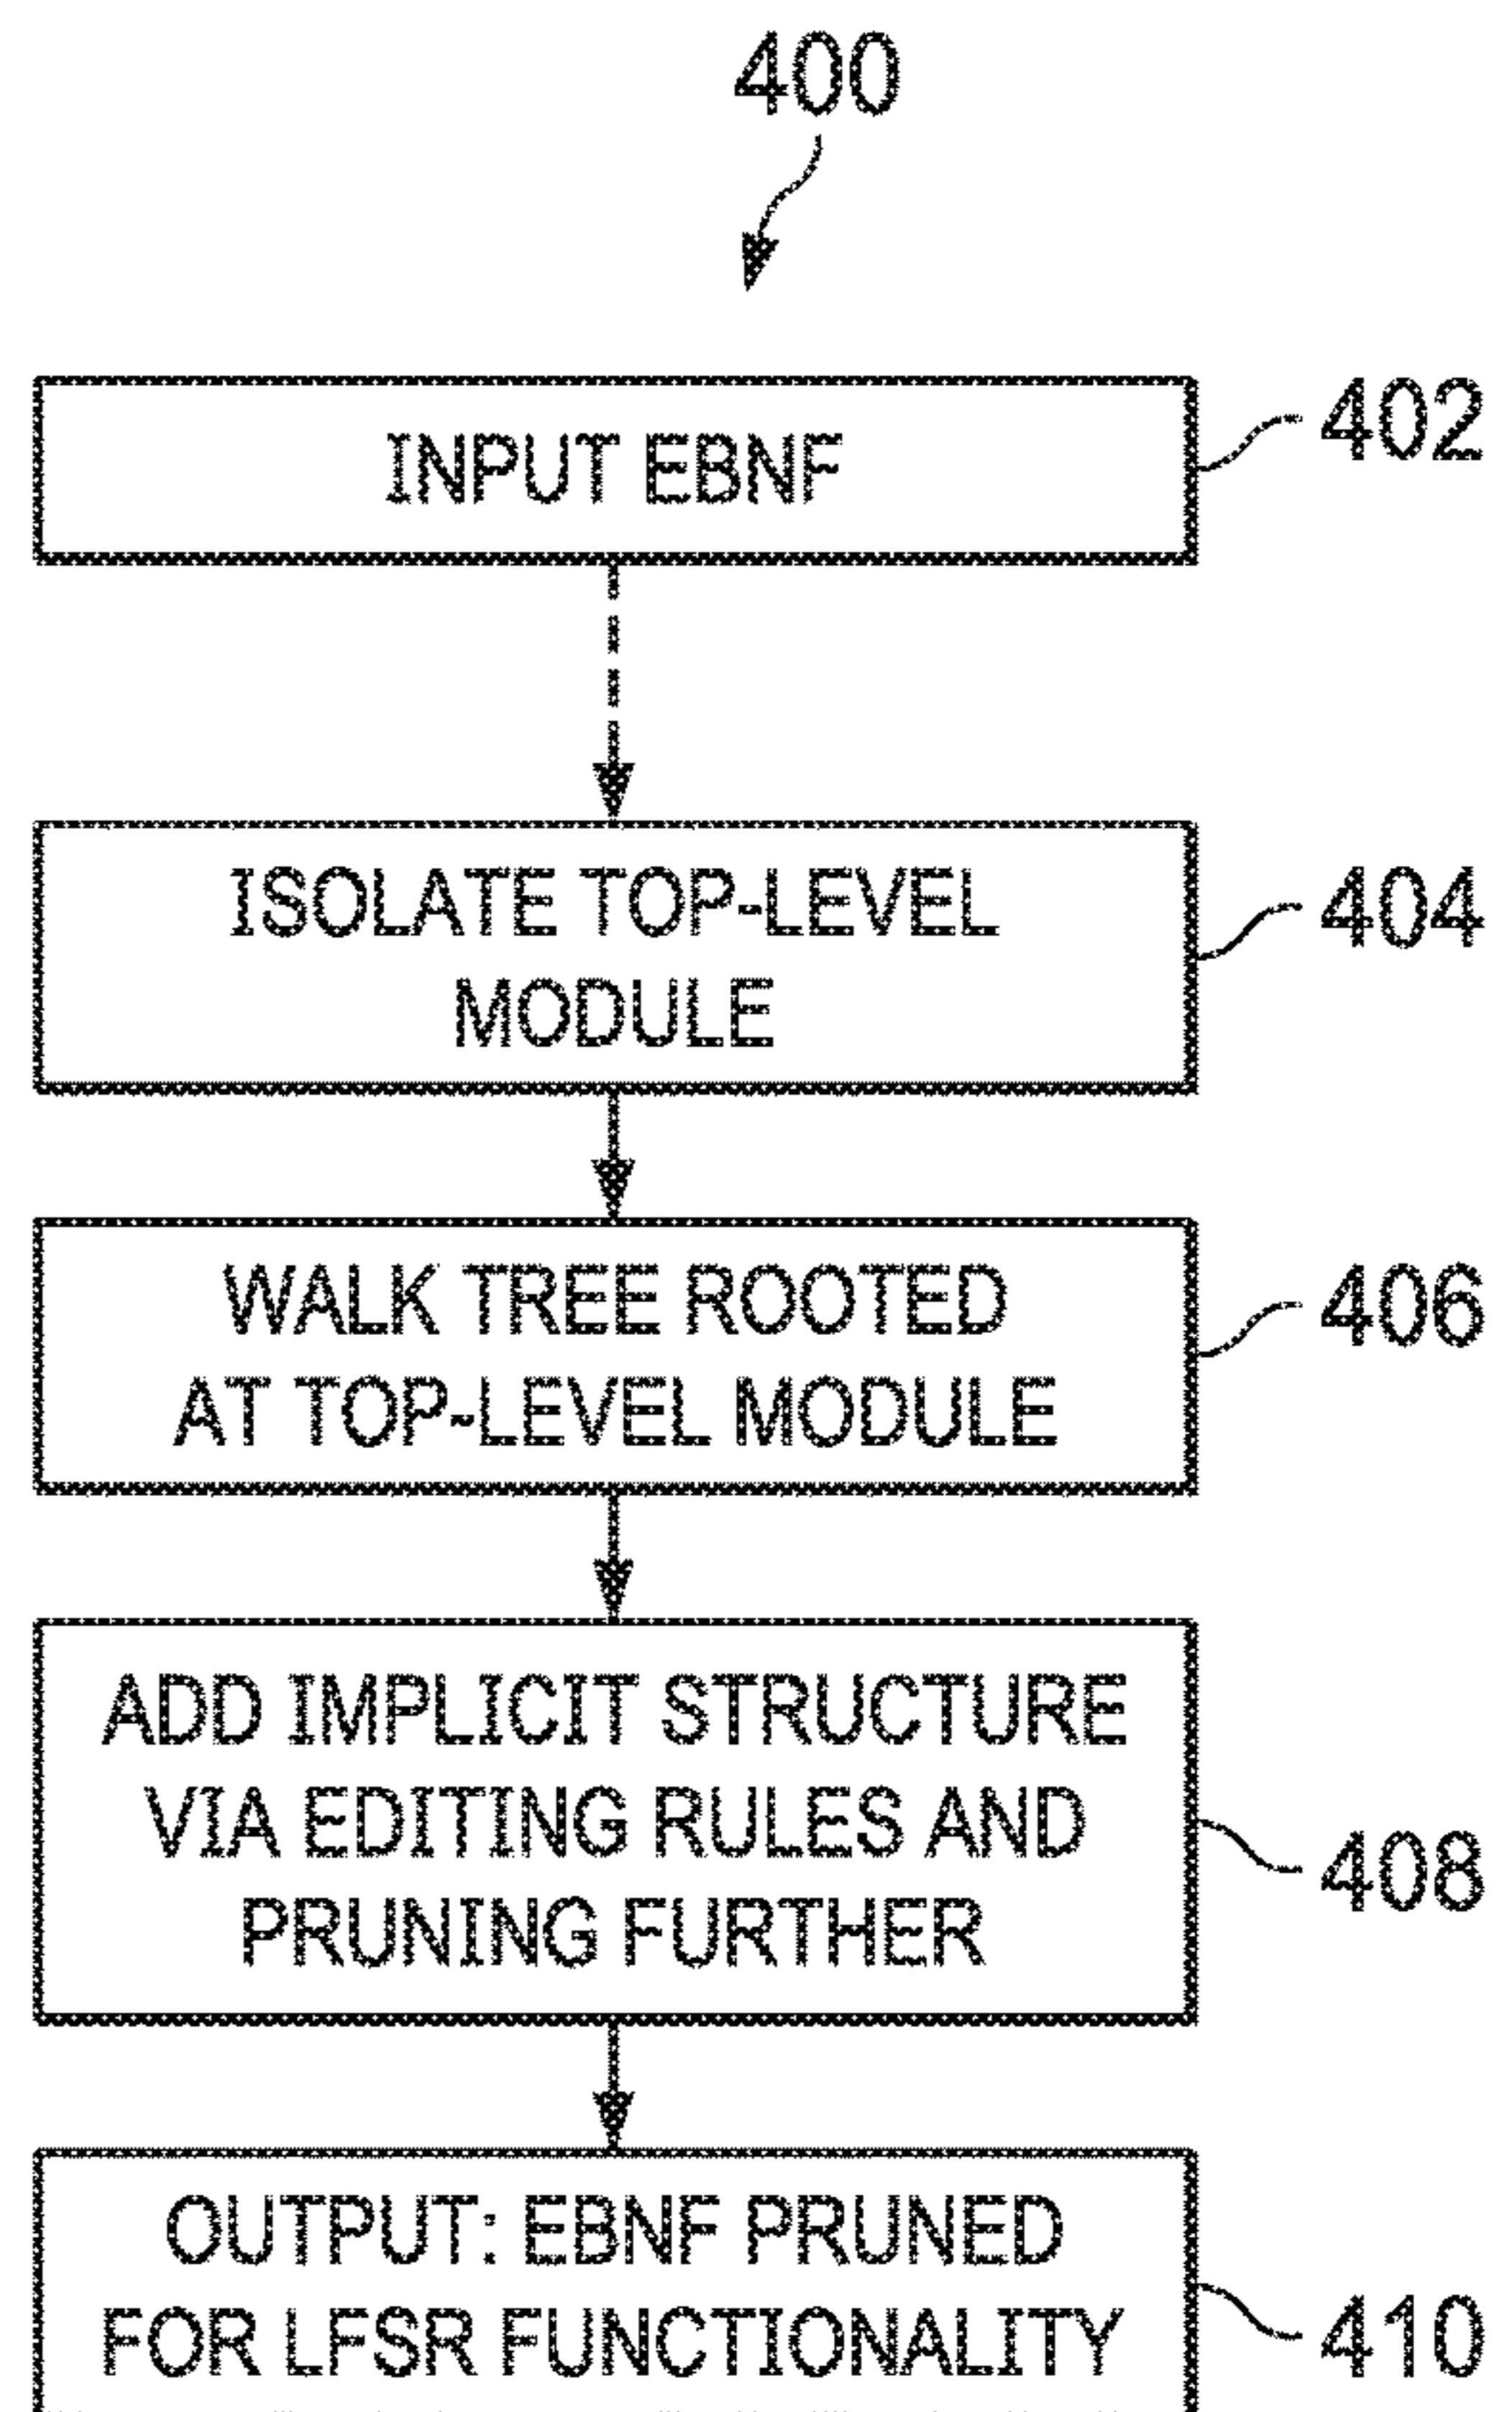 400
INPUT EBNF
402
ISOLATE TOP-LEVEL
MODULE
404
WALK TREE ROOTED
AT TOP-LEVEL MODULE
406
ADD IMPLICIT STRUCTURE
VIA EDITING RULES AND
PRUNING FURTHER
408
OUTPUT: EBNF PRUNED
FOR LFSR FUNCTIONALITY
410